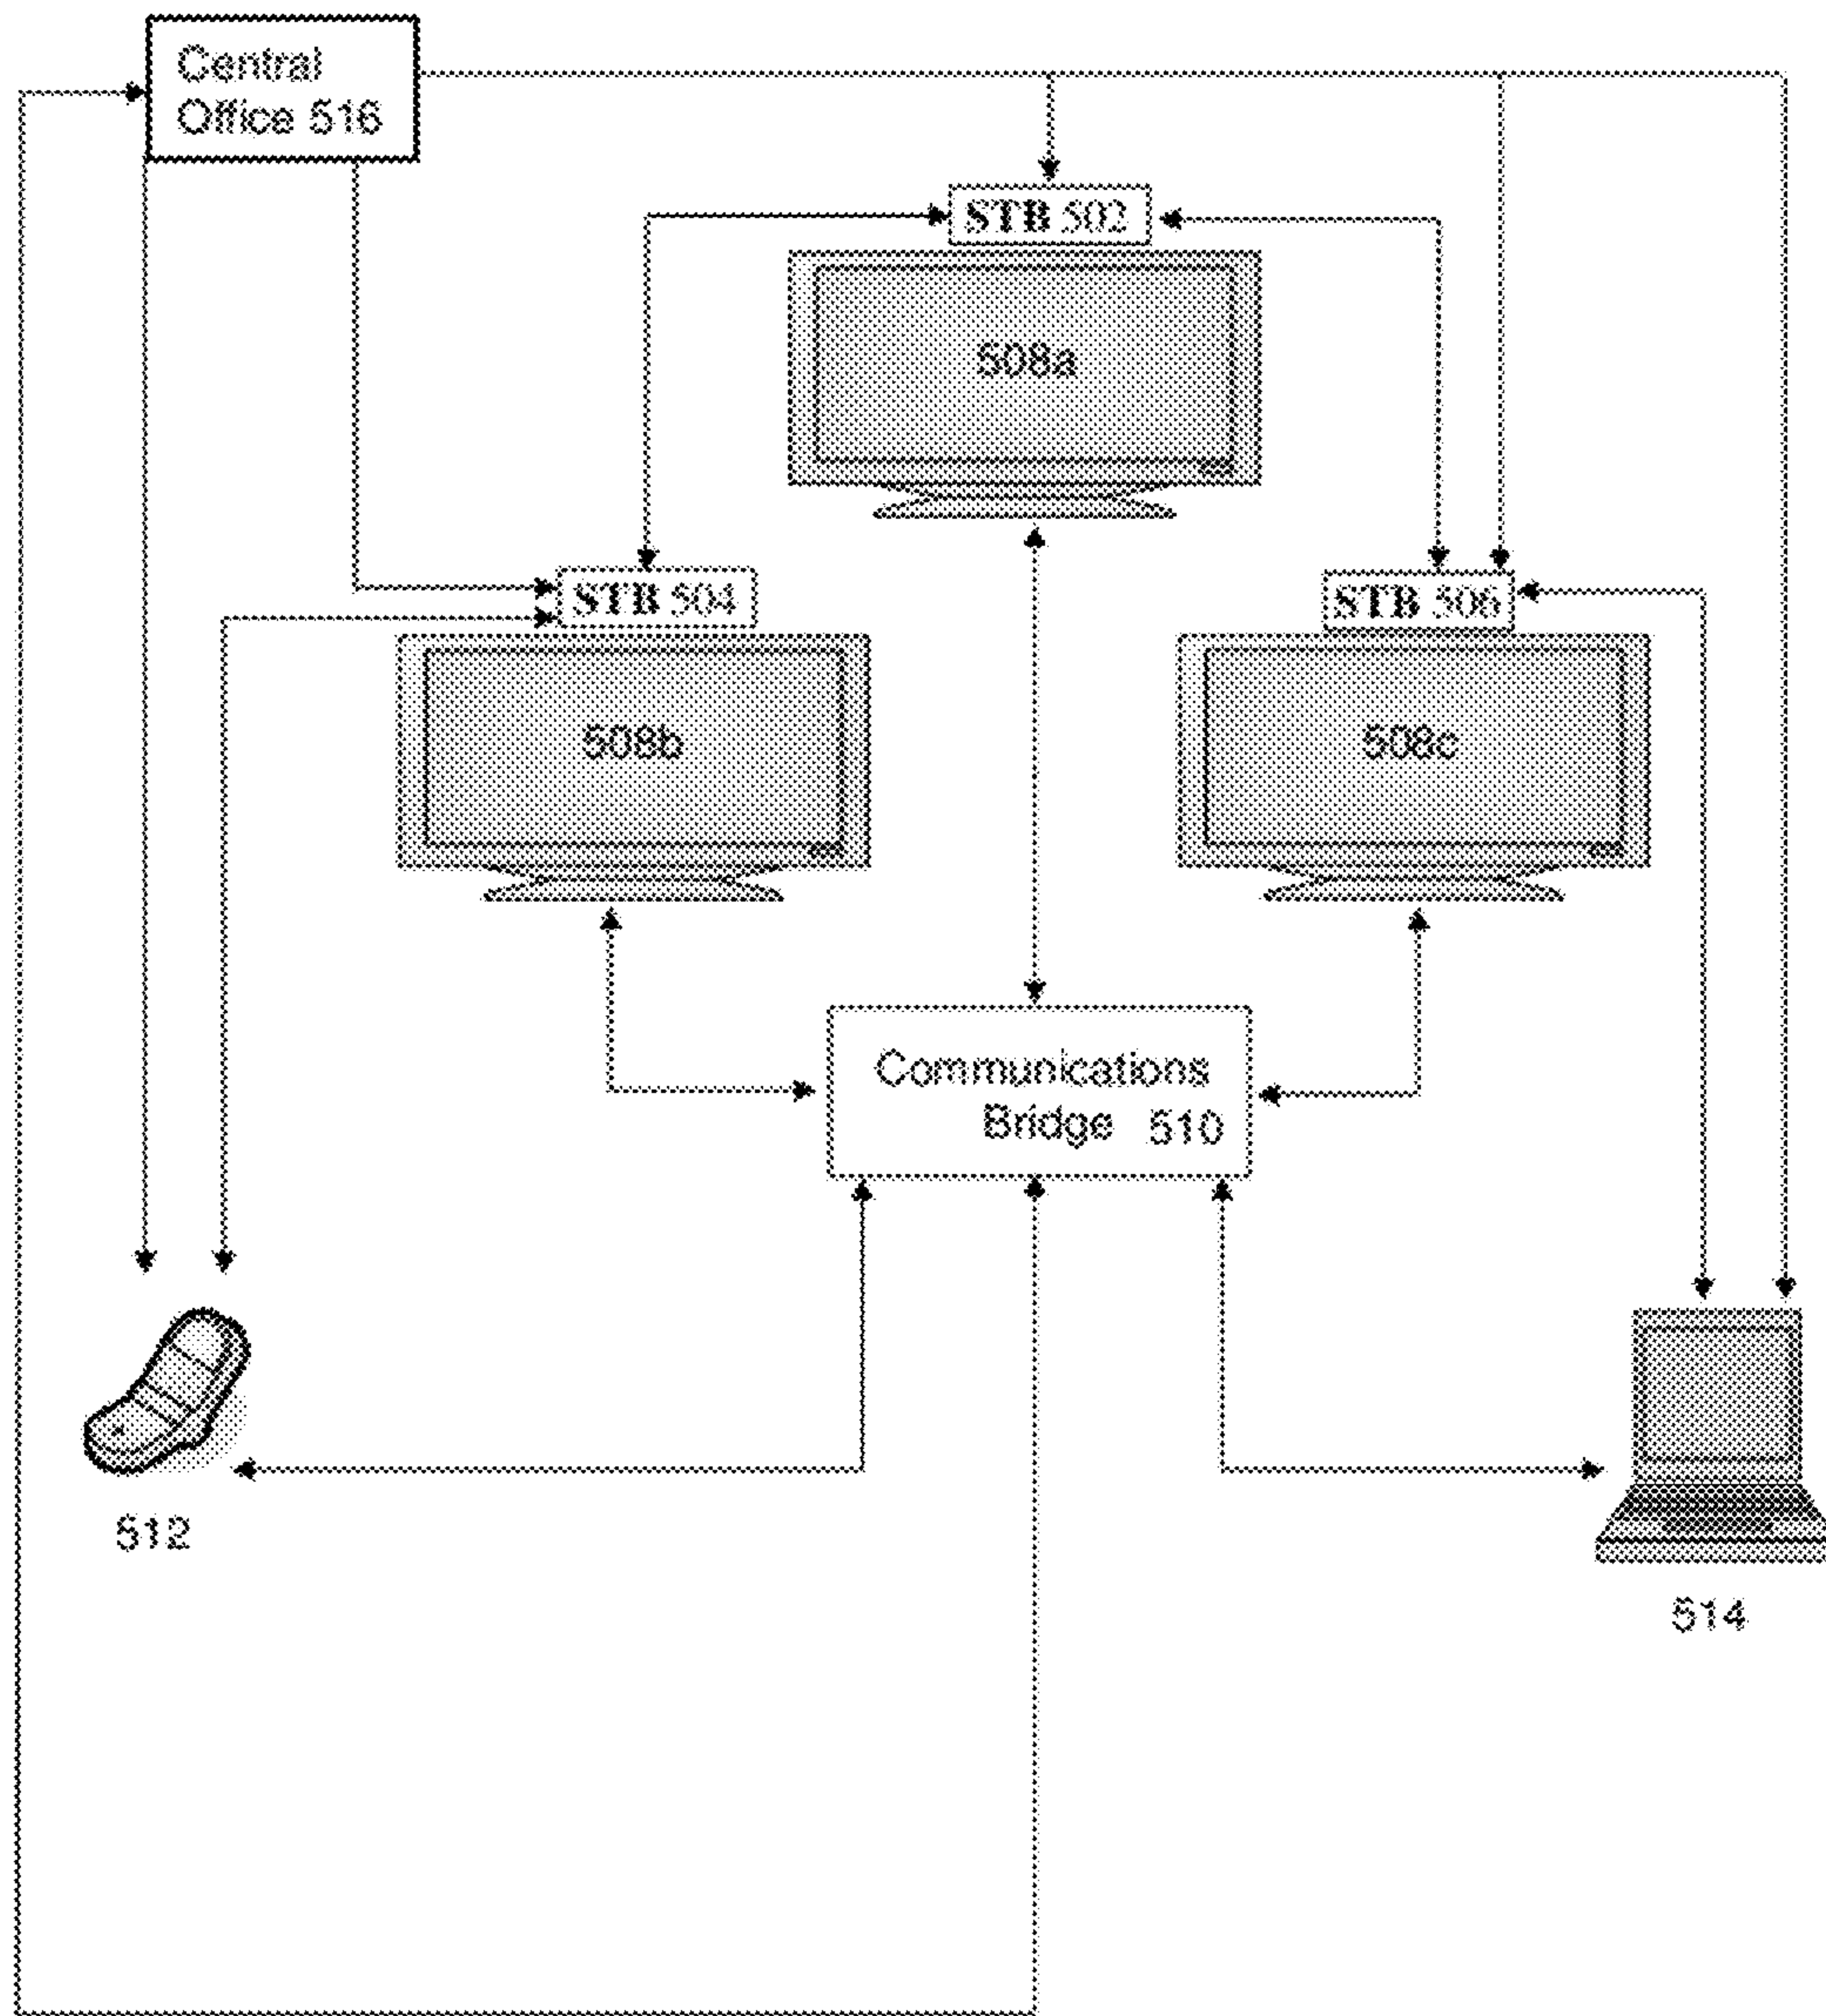 Central
Office 516
STB 502
508a
STB 504
STB 506
508b
508c
Communications
Bridge 510
512
514